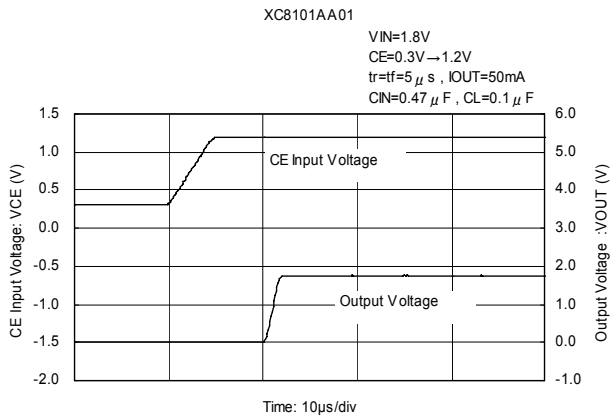 XC8101AA01
VIN=1.8V
CE=0.3V→1.2V
tr=tf=5μs , IOUT=50mA
CIN=0.47μF , CL=0.1μF
1.5
1.0
0.5
0.0
-0.5
-1.0
-1.5
-2.0
CE Input Voltage: VCE (V)
CE Input Voltage
Output Voltage
6.0
5.0
4.0
3.0
2.0
1.0
0.0
-1.0
Output Voltage :VOUT (V)
Time: 10μs/div